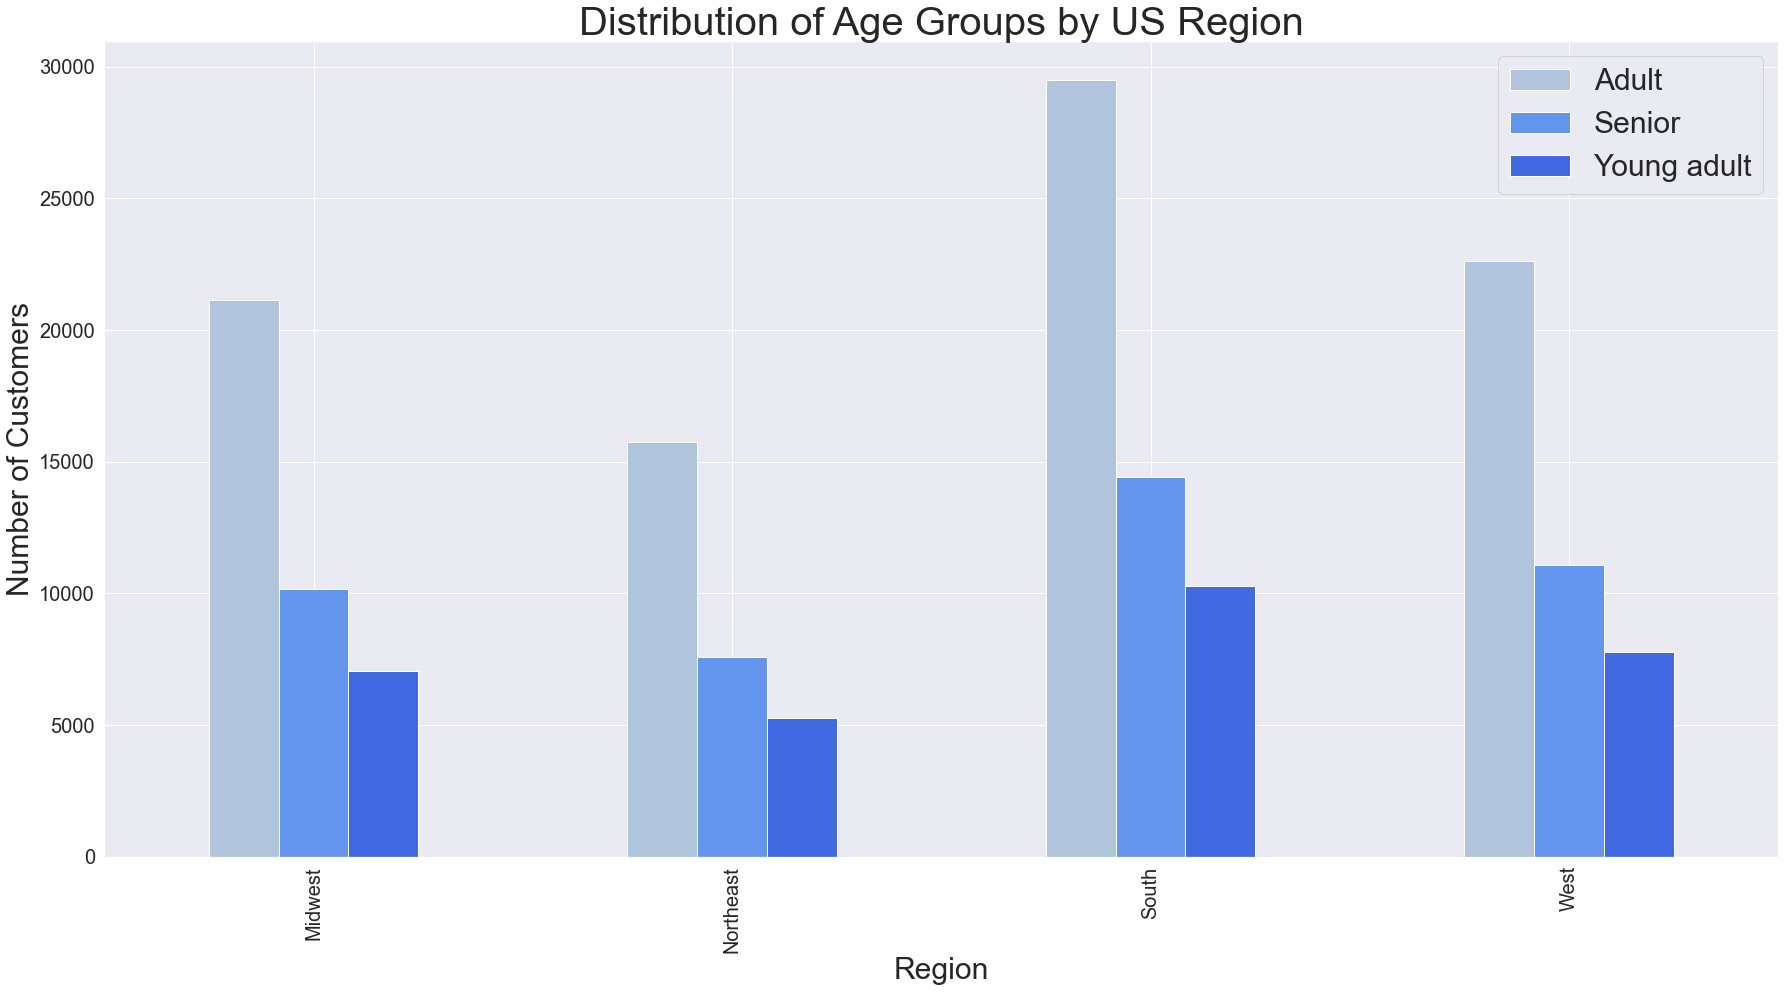 Distribution of Age Groups by US Region
Adult
Senior
Young adult
Number of Customers
30000
25000
20000
15000
10000
5000
0
Midwest
Northeast
South
West
Region